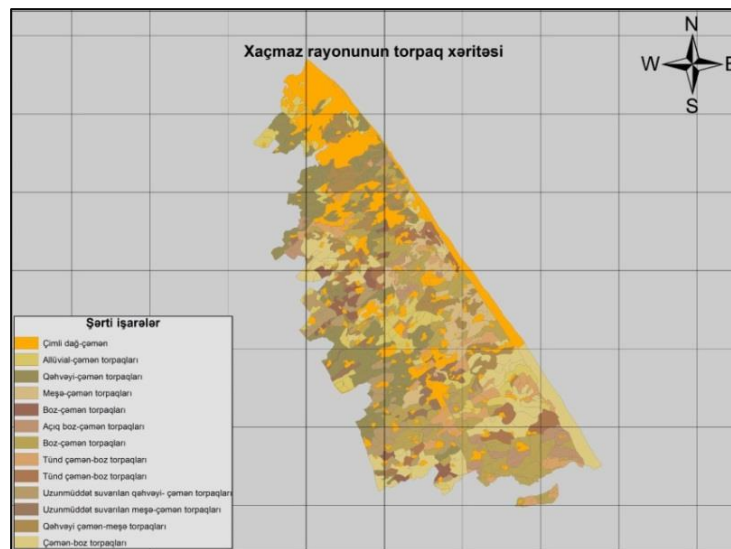 Xaçmaz rayonunun torpaq xəritəsi
N
W
E
S
Şərti işarələr
Çimli dağ-çəmən
Allüvial-çəmən torpaqları
Qəhvəyi-çəmən torpaqları
Meşə-çəmən torpaqları
Boz-çəmən torpaqları
Açıq boz-çəmən torpaqları
Boz-çəmən torpaqları
Tünd çəmən-boz torpaqları
Tünd çəmən-boz torpaqları
Uzunmüddət suvarılan qəhvəyi- çəmən torpaqları
Uzunmüddət suvarılan meşə-çəmən torpaqları
Qəhvəyi çəmən-meşə torpaqları
Çəmən-boz torpaqları